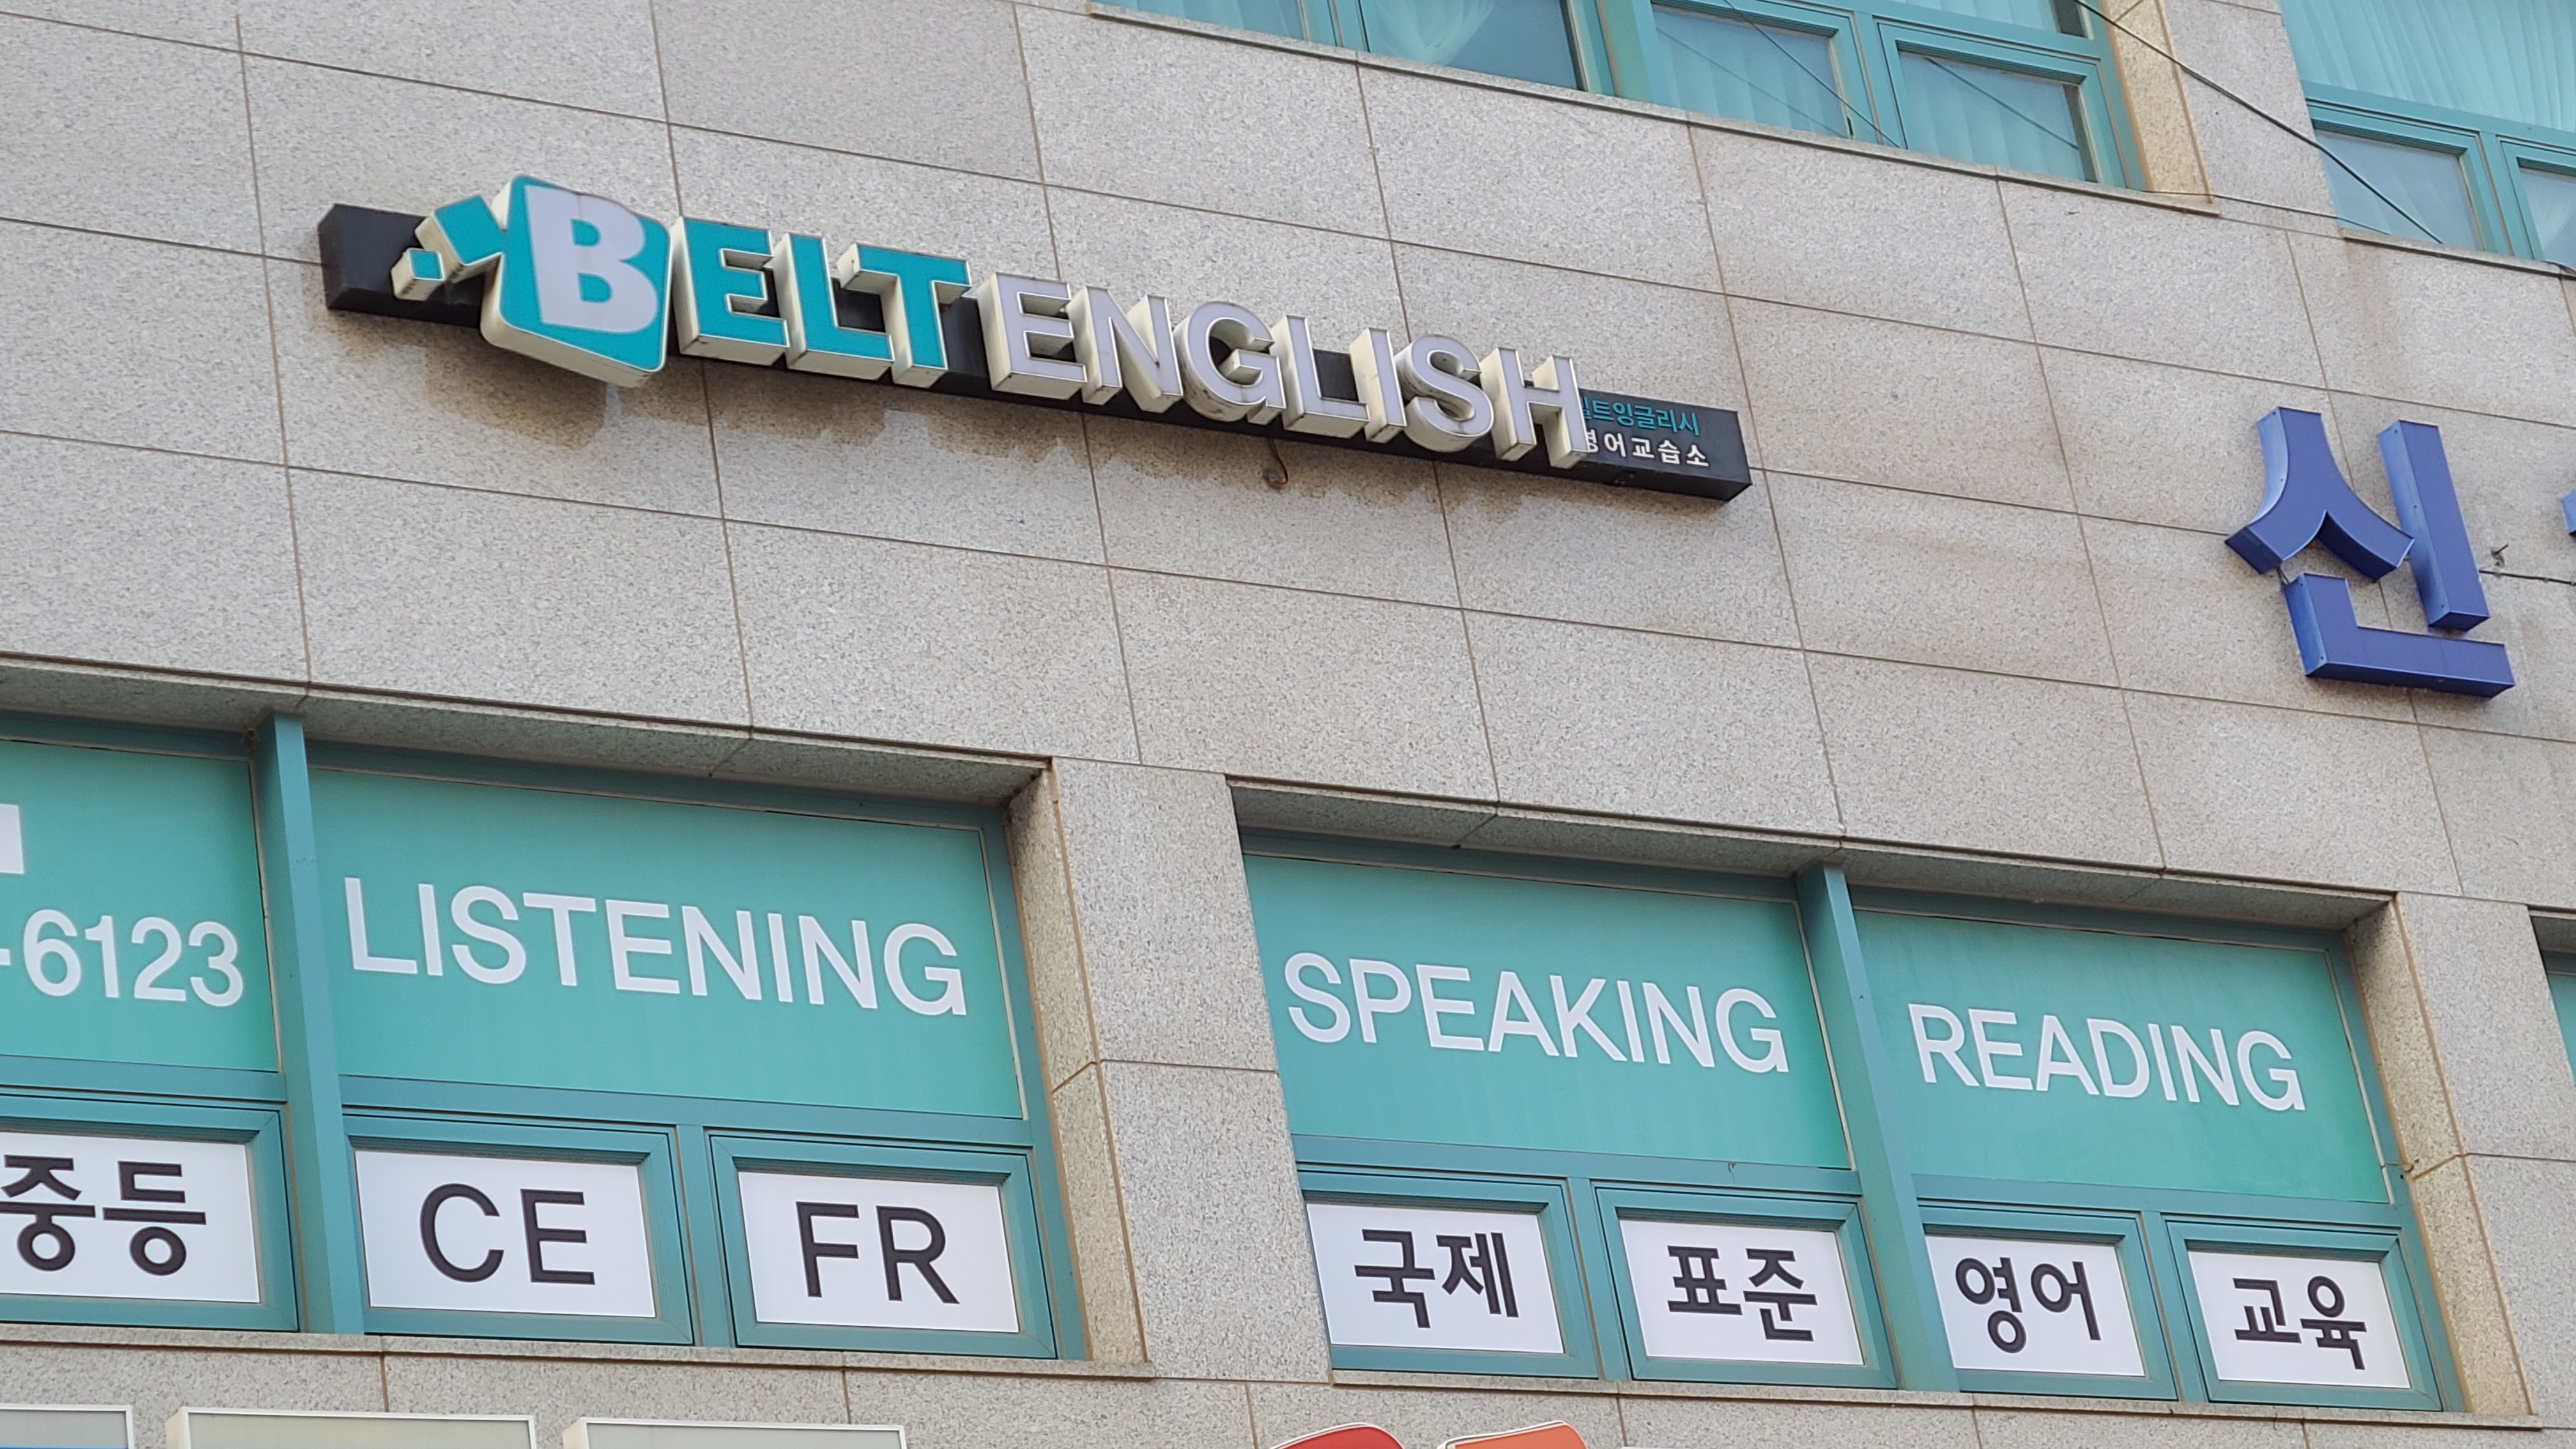 BELT ENGLISH
트잉글리시
어교습소
신
-6123
LISTENING
SPEAKING
READING
중등
CE
FR
국제
표준
영어
교육